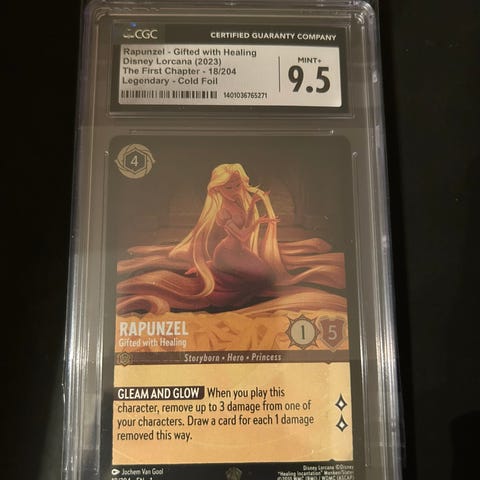 CGC
CERTIFIED GUARANTY COMPANY
Rapunzel - Gifted with Healing
Disney Lorcana (2023)
The First Chapter - 18/204
Legendary - Cold Foil
1401036765271
MINT+
9.5
4
RAPUNZEL
Gifted with Healing
1
5
Storyborn • Hero • Princess
GLEAM AND GLOW When you play this
character, remove up to 3 damage from one of
your characters. Draw a card for each 1 damage
removed this way.
Jochem Van Gool
Disney Lorcana ©Disney
"Healing Incantation"